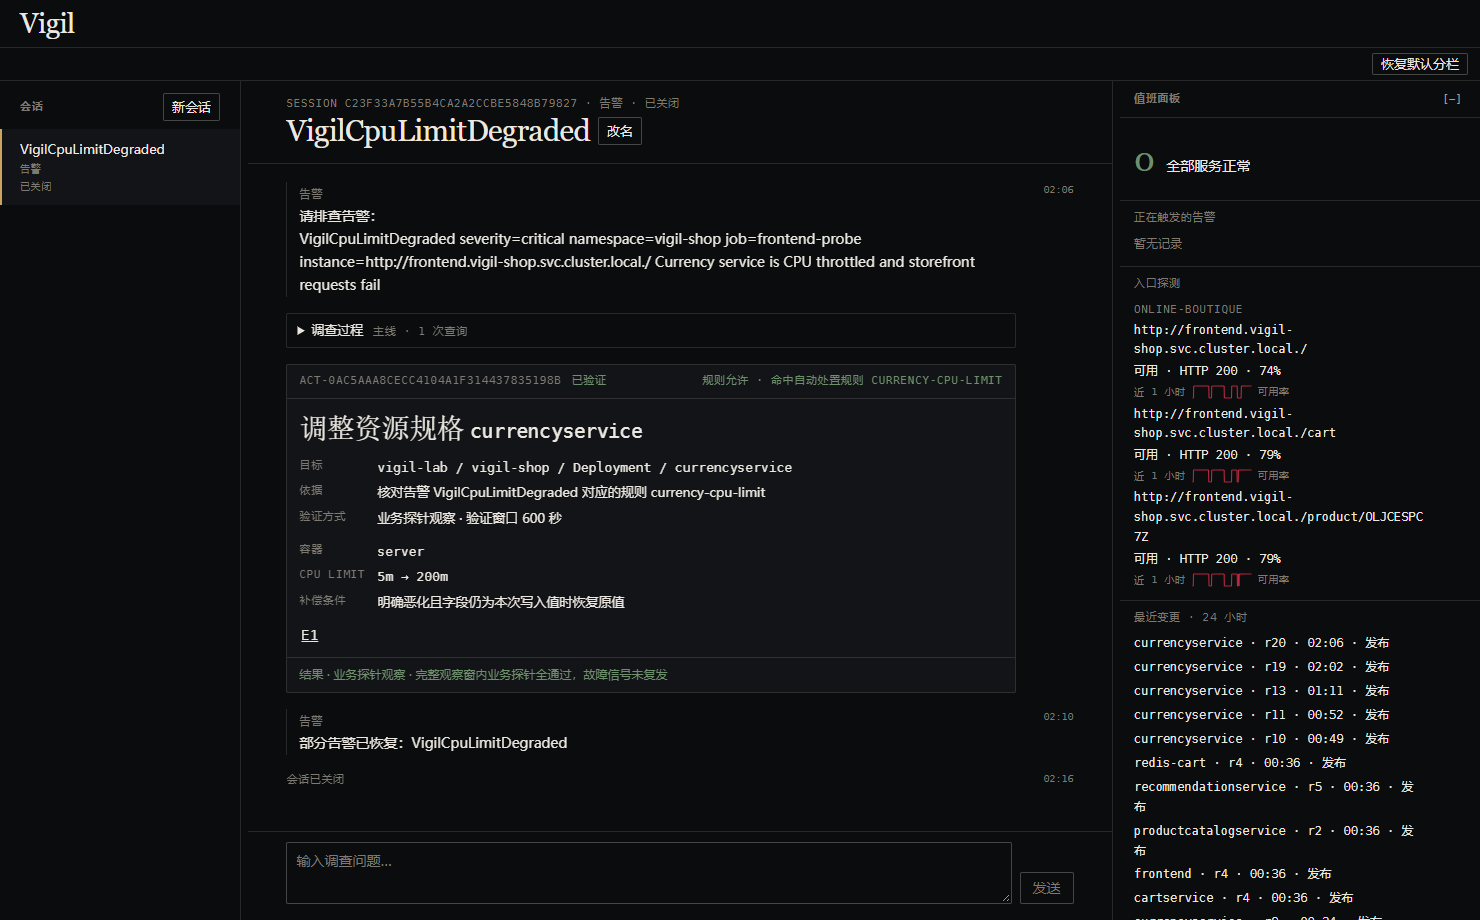 Vigil
恢复默认分栏
会话
新会话
VigilCpuLimitDegraded
告警
已关闭
SESSION C23F33A7B55B4CA2A2CCBE5848B79827 · 告警 · 已关闭
VigilCpuLimitDegraded
改名
告警
02:06
请排查告警：
VigilCpuLimitDegraded severity=critical namespace=vigil-shop job=frontend-probe
instance=http://frontend.vigil-shop.svc.cluster.local./ Currency service is CPU throttled and storefront
requests fail
▶ 调查过程 主线 · 1 次查询
ACT-0AC5AAA8CECC4104A1F314437835198B 已验证
规则允许 · 命中自动处置规则 CURRENCY-CPU-LIMIT
调整资源规格 currencyservice
目标 vigil-lab / vigil-shop / Deployment / currencyservice
依据 核对告警 VigilCpuLimitDegraded 对应的规则 currency-cpu-limit
验证方式 业务探针观察 · 验证窗口 600 秒
容器 server
CPU LIMIT 5m → 200m
补偿条件 明确恶化且字段仍为本次写入值时恢复原值
E1
结果 · 业务探针观察 · 完整观察窗内业务探针全通过，故障信号未复发
告警
02:10
部分告警已恢复：VigilCpuLimitDegraded
会话已关闭
02:16
输入调查问题...
发送
值班面板
[−]
O 全部服务正常
正在触发的告警
暂无记录
入口探测
ONLINE-BOUTIQUE
http://frontend.vigil-
shop.svc.cluster.local./
可用 · HTTP 200 · 74%
近 1 小时 可用率
http://frontend.vigil-
shop.svc.cluster.local./cart
可用 · HTTP 200 · 79%
近 1 小时 可用率
http://frontend.vigil-
shop.svc.cluster.local./product/OLJCESPC
7Z
可用 · HTTP 200 · 79%
近 1 小时 可用率
最近变更 · 24 小时
currencyservice · r20 · 02:06 · 发布
currencyservice · r19 · 02:02 · 发布
currencyservice · r13 · 01:11 · 发布
currencyservice · r11 · 00:52 · 发布
currencyservice · r10 · 00:49 · 发布
redis-cart · r4 · 00:36 · 发布
recommendationservice · r5 · 00:36 · 发
布
productcatalogservice · r2 · 00:36 · 发
布
frontend · r4 · 00:36 · 发布
cartservice · r4 · 00:36 · 发布